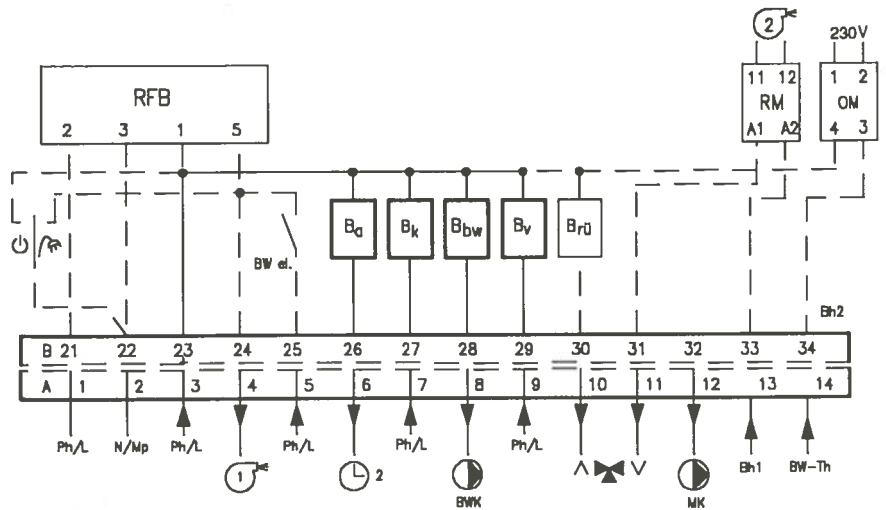 2 230V
11 12 1 2
RFB RM OM
2 3 1 5 A1 A2 4 3
Ba Bk Bbw Bv Brü
BW el.
Bh2
B 21 22 23 24 25 26 27 28 29 30 31 32 33 34
A 1 2 3 4 5 6 7 8 9 10 11 12 13 14
Ph/L N/Mp Ph/L 1 Ph/L 2 Ph/L BWK Ph/L MK Bh1 BW-Th